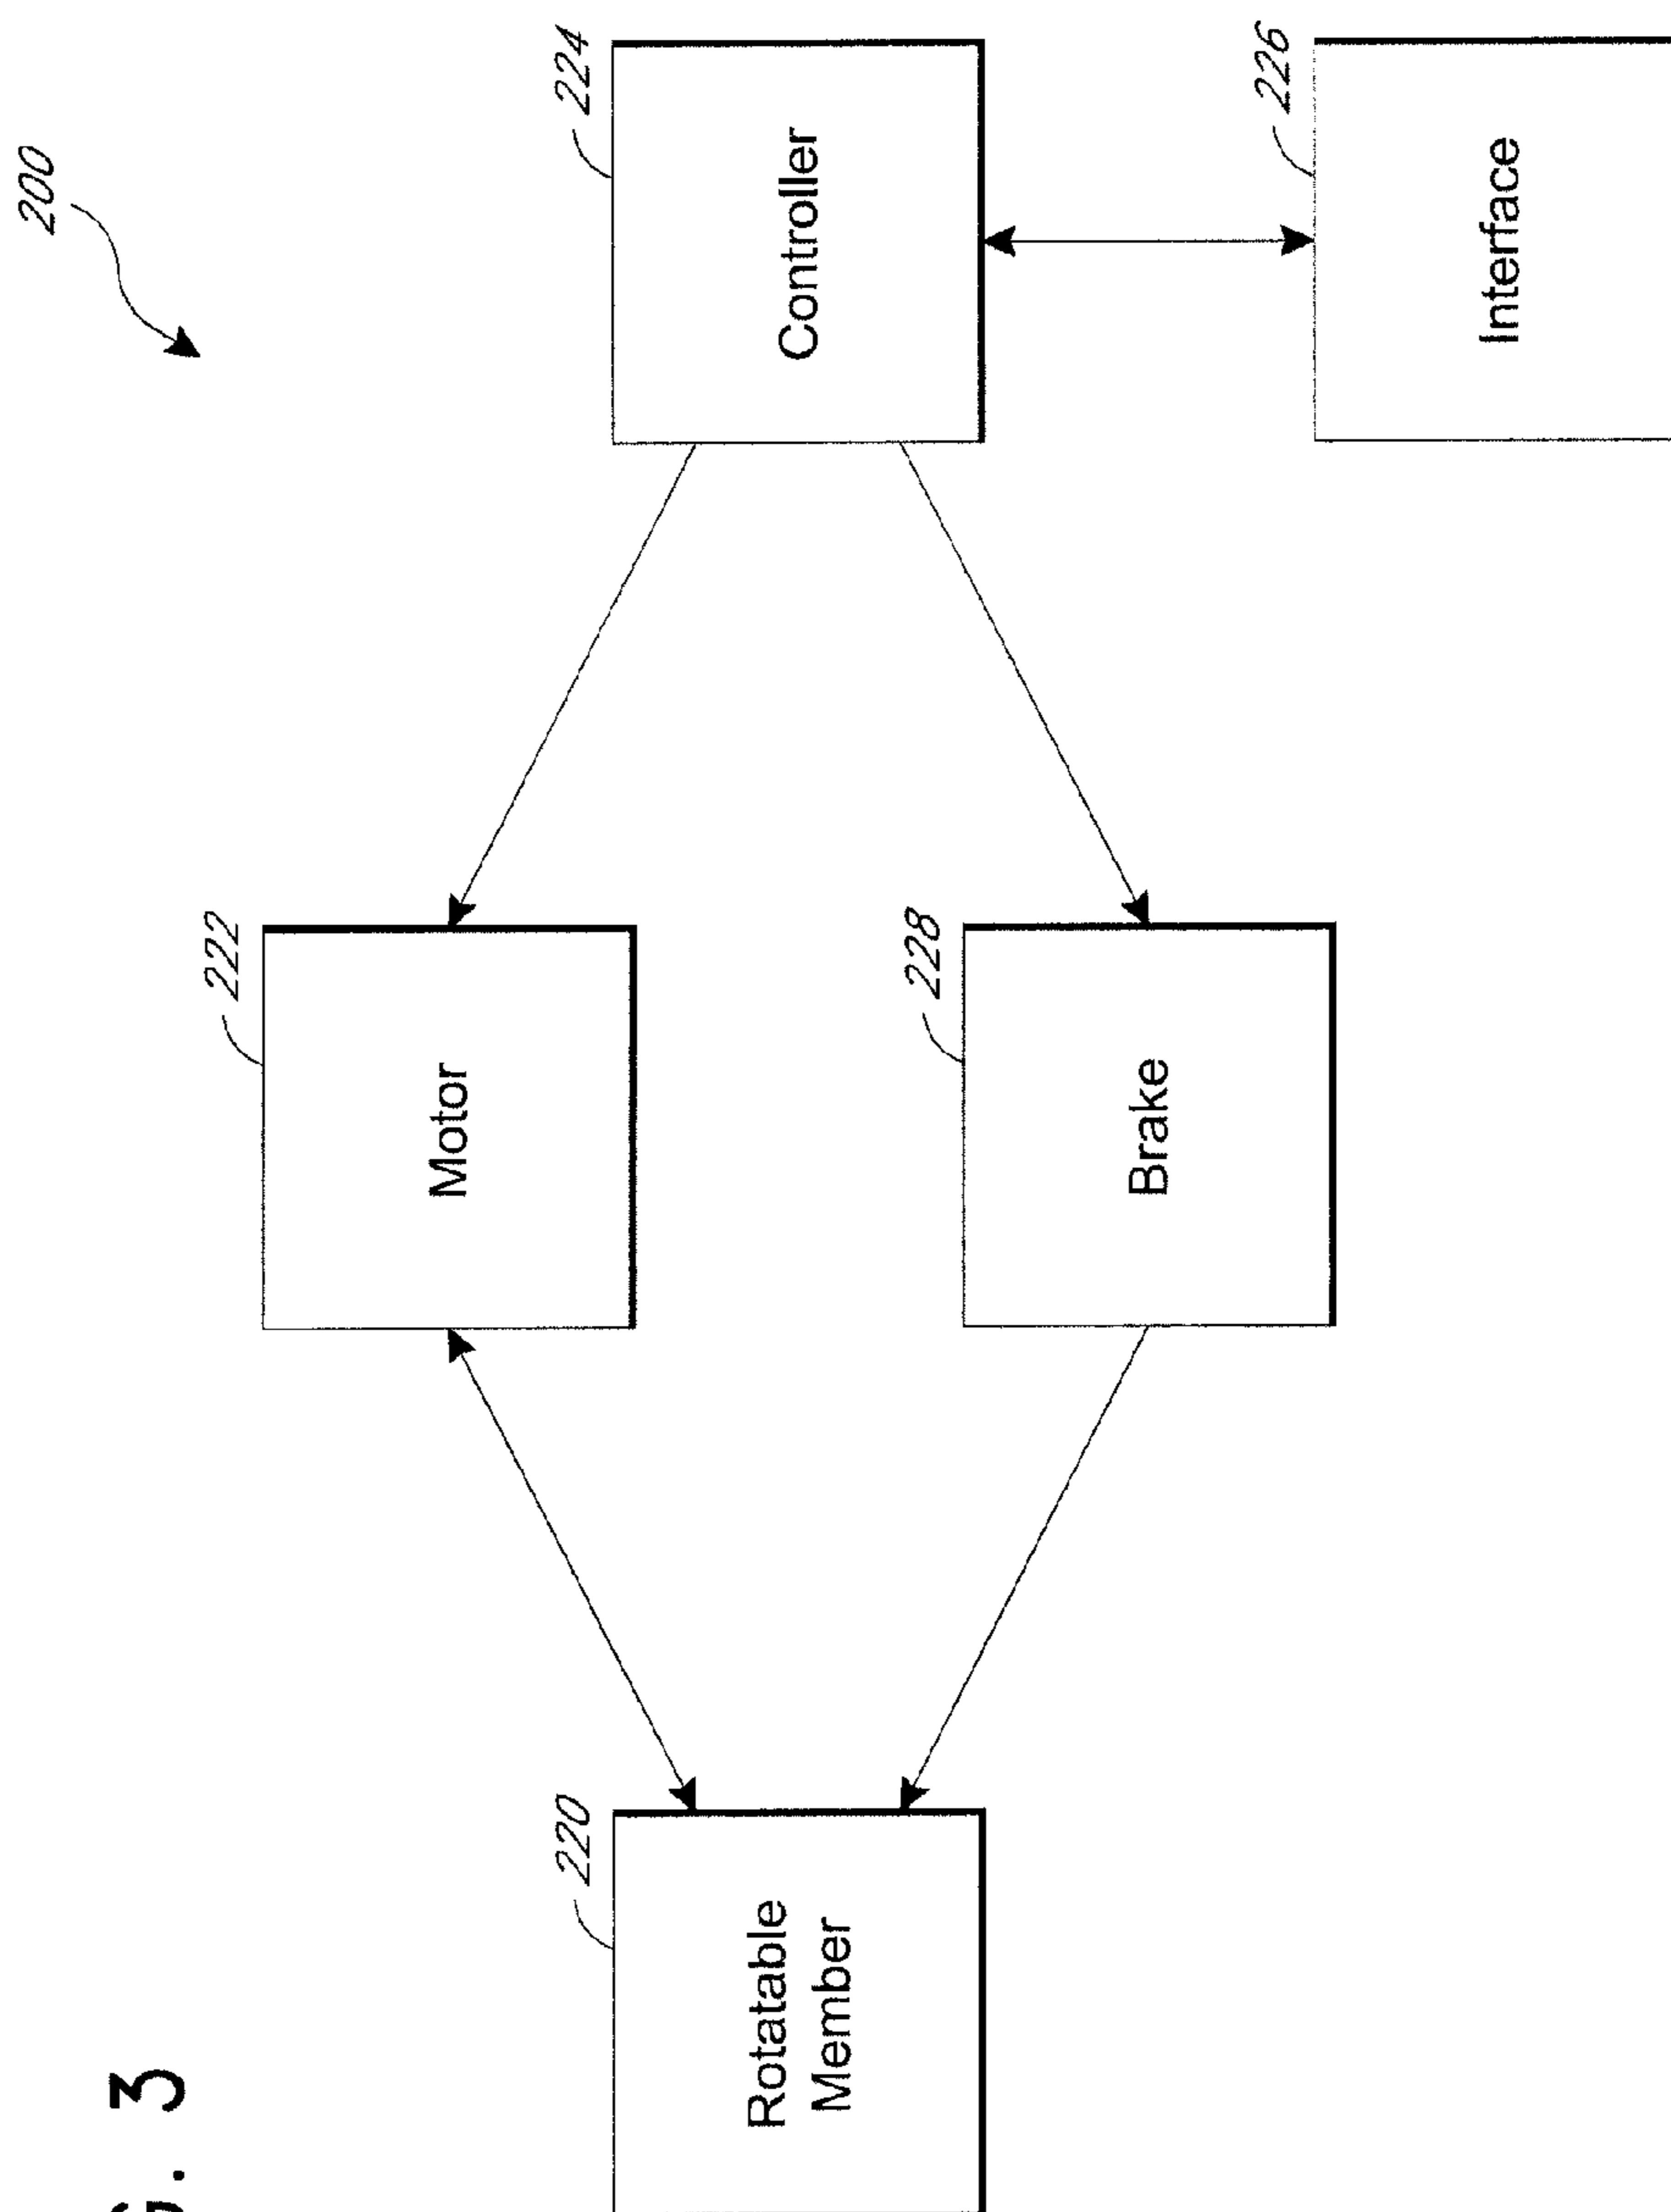 200
G. 3
222
Motor
220
224
Rotatable
Member
Controller
228
Brake
226
Interface